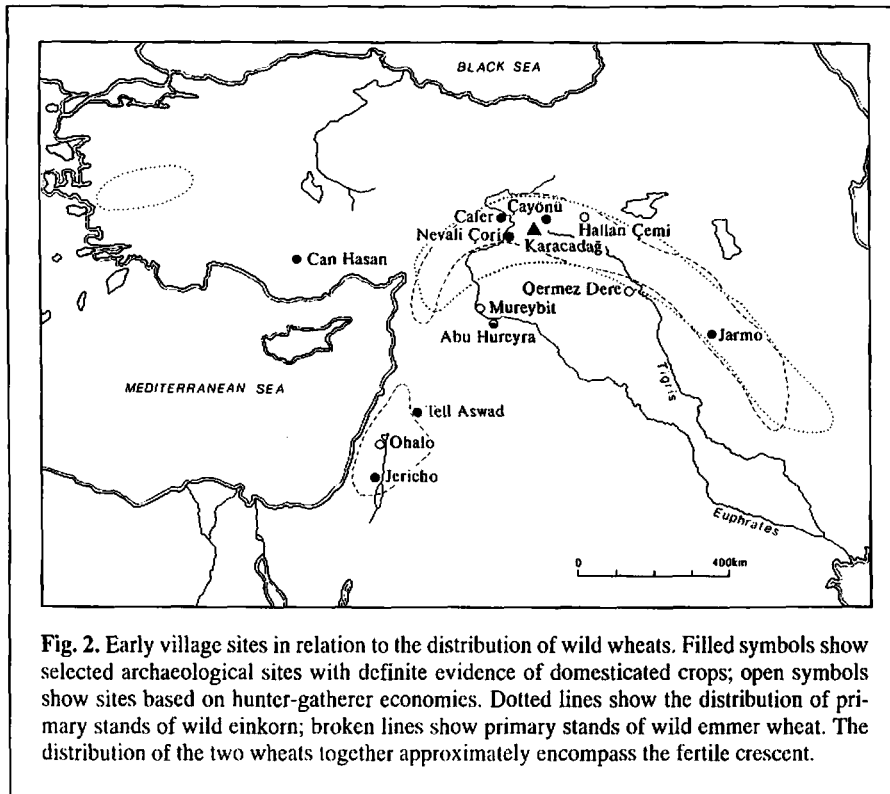 BLACK SEA
Çayönü
Cafer
Hallan Çemi
Nevali Çori
Karacadağ
Can Hasan
Qermez Dere
Mureybit
Abu Hureyra
Jarmo
MEDITERRANEAN SEA
Tigris
Tell Aswad
Ohalo
Jericho
Euphrates
0 400km
Fig. 2. Early village sites in relation to the distribution of wild wheats. Filled symbols show
selected archaeological sites with definite evidence of domesticated crops; open symbols
show sites based on hunter-gatherer economies. Dotted lines show the distribution of pri-
mary stands of wild einkorn; broken lines show primary stands of wild emmer wheat. The
distribution of the two wheats together approximately encompass the fertile crescent.